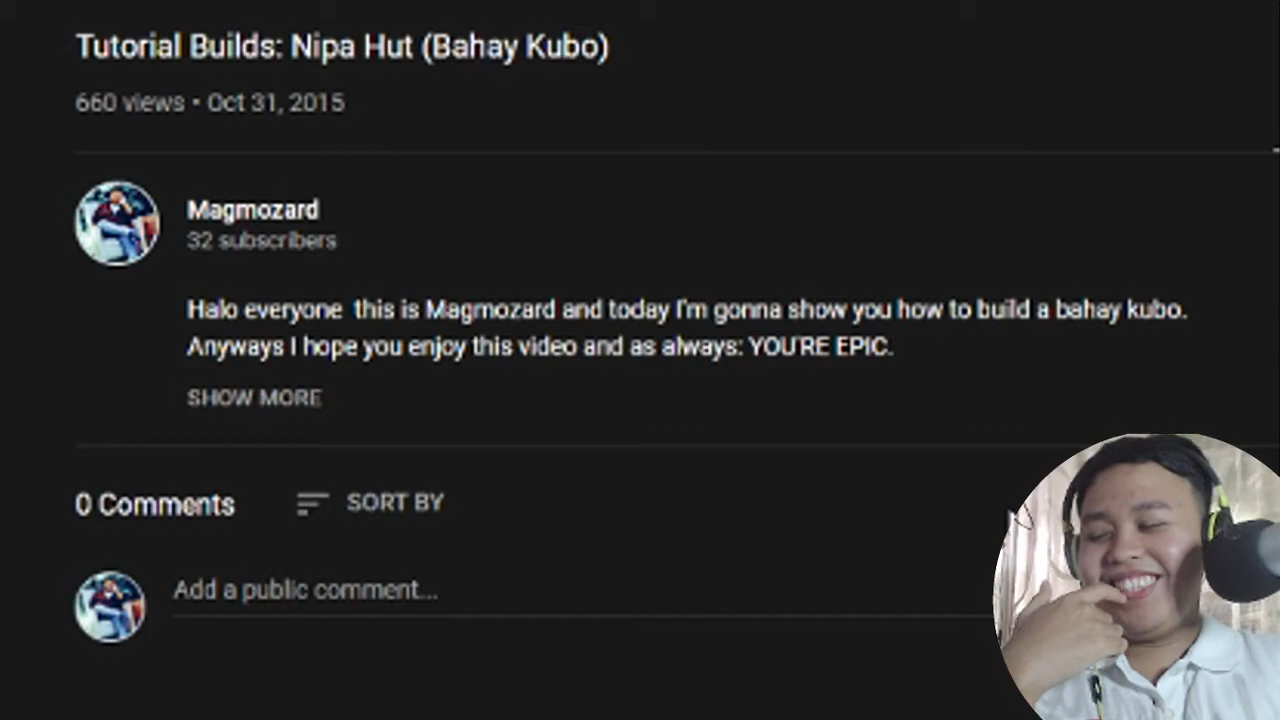 Tutorial Builds: Nipa Hut (Bahay Kubo)
660 views • Oct 31, 2015
Magmozard
32 subscribers
Halo everyone  this is Magmozard and today I'm gonna show you how to build a bahay kubo.
Anyways I hope you enjoy this video and as always: YOU'RE EPIC.
SHOW MORE
0 Comments
SORT BY
Add a public comment...